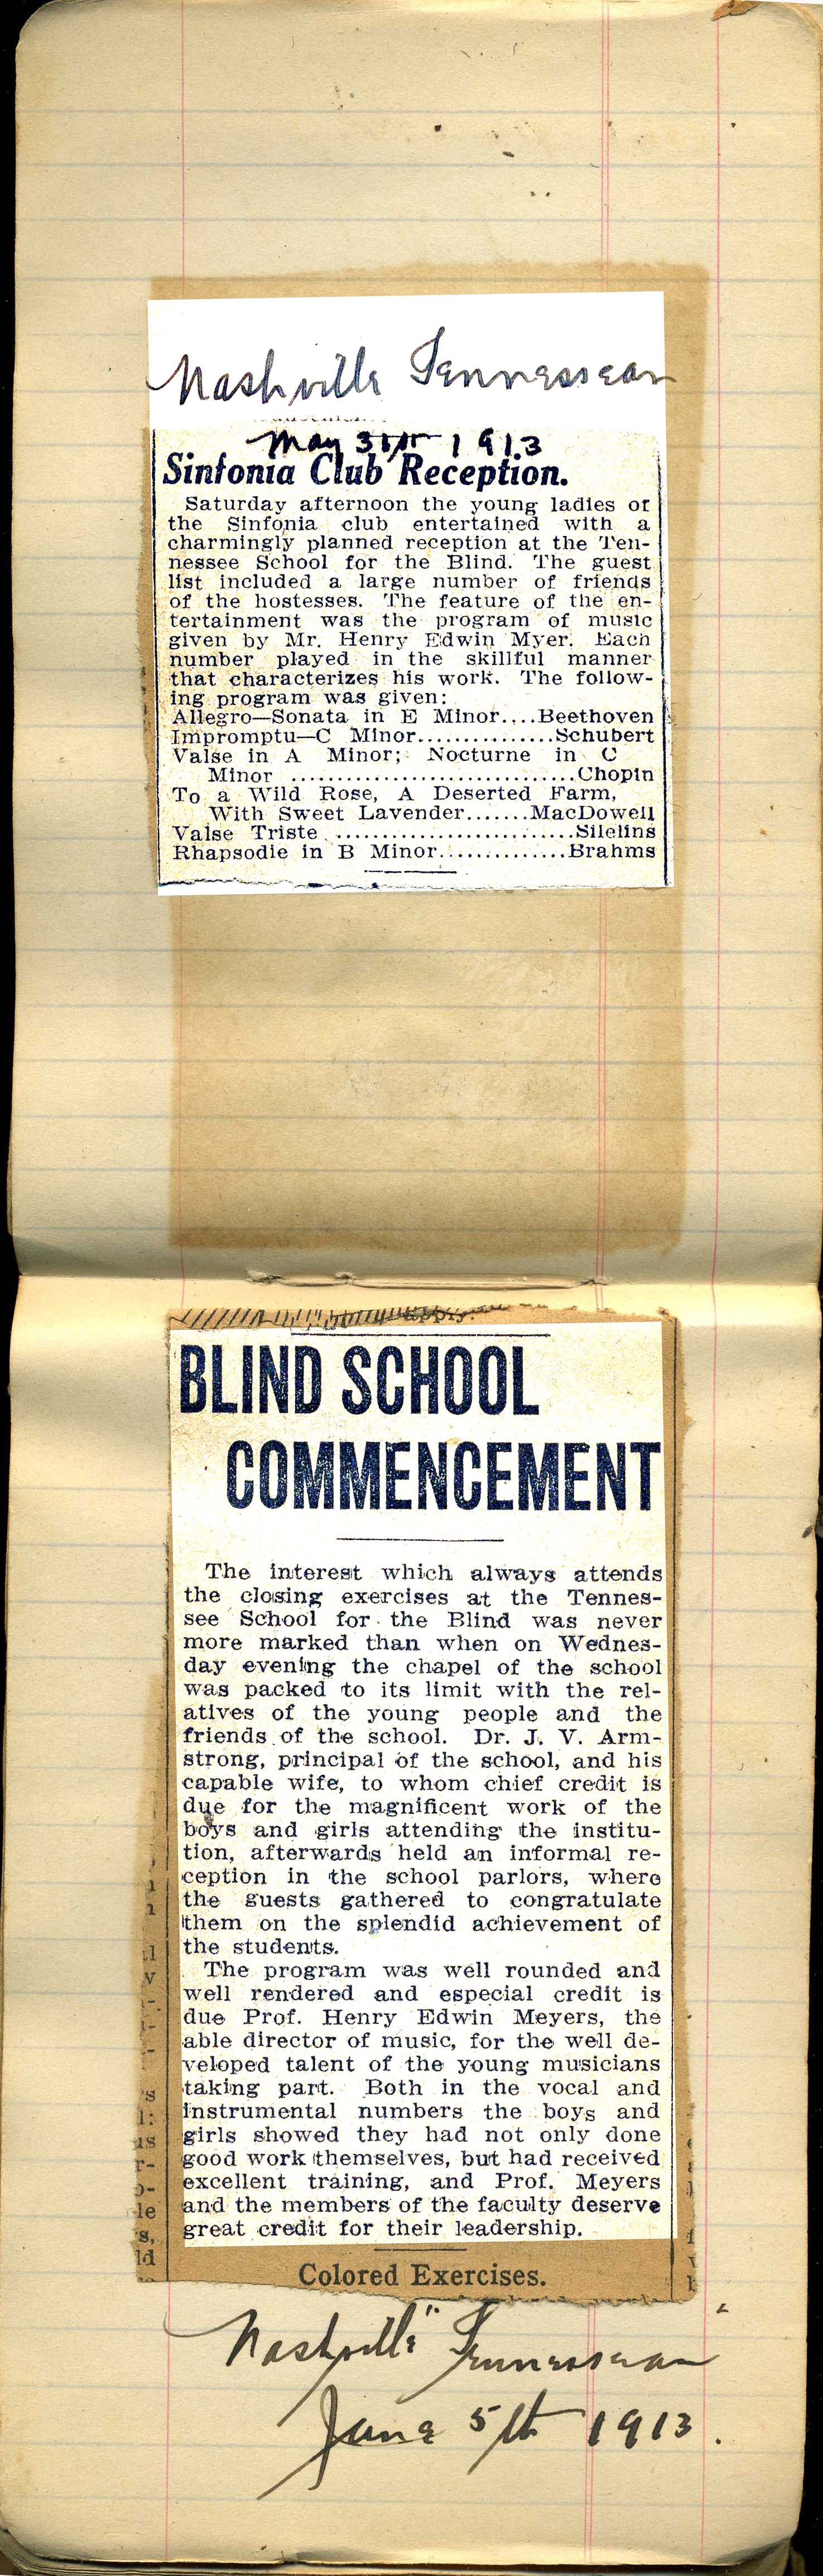 Nashville Tennessean
May 31st 1913
Sinfonia Club Reception.
Saturday afternoon the young ladies of
the Sinfonia club entertained with a
charmingly planned reception at the Ten-
nessee School for the Blind. The guest
list included a large number of friends
of the hostesses. The feature of the en-
tertainment was the program of music
given by Mr. Henry Edwin Myer. Each
number played in the skillful manner
that characterizes his work. The follow-
ing program was given:
Allegro—Sonata in E Minor....Beethoven
Impromptu—C Minor...............Schubert
Valse in A Minor; Nocturne in C
Minor ..............................Chopin
To a Wild Rose, A Deserted Farm,
With Sweet Lavender.......MacDowell
Valse Triste ..........................Silelins
Rhapsodie in B Minor..............Brahms
BLIND SCHOOL
COMMENCEMENT
The interest which always attends
the closing exercises at the Tennes-
see School for the Blind was never
more marked than when on Wednes-
day evening the chapel of the school
was packed to its limit with the rel-
atives of the young people and the
friends of the school. Dr. J. V. Arm-
strong, principal of the school, and his
capable wife, to whom chief credit is
due for the magnificent work of the
boys and girls attending the institu-
tion, afterwards held an informal re-
ception in the school parlors, where
the guests gathered to congratulate
them on the splendid achievement of
the students.
The program was well rounded and
well rendered and especial credit is
due Prof. Henry Edwin Meyers, the
able director of music, for the well de-
veloped talent of the young musicians
taking part. Both in the vocal and
instrumental numbers the boys and
girls showed they had not only done
good work themselves, but had received
excellent training, and Prof. Meyers
and the members of the faculty deserve
great credit for their leadership.
Colored Exercises.
Nashville "Tennessean"
June 5th 1913.